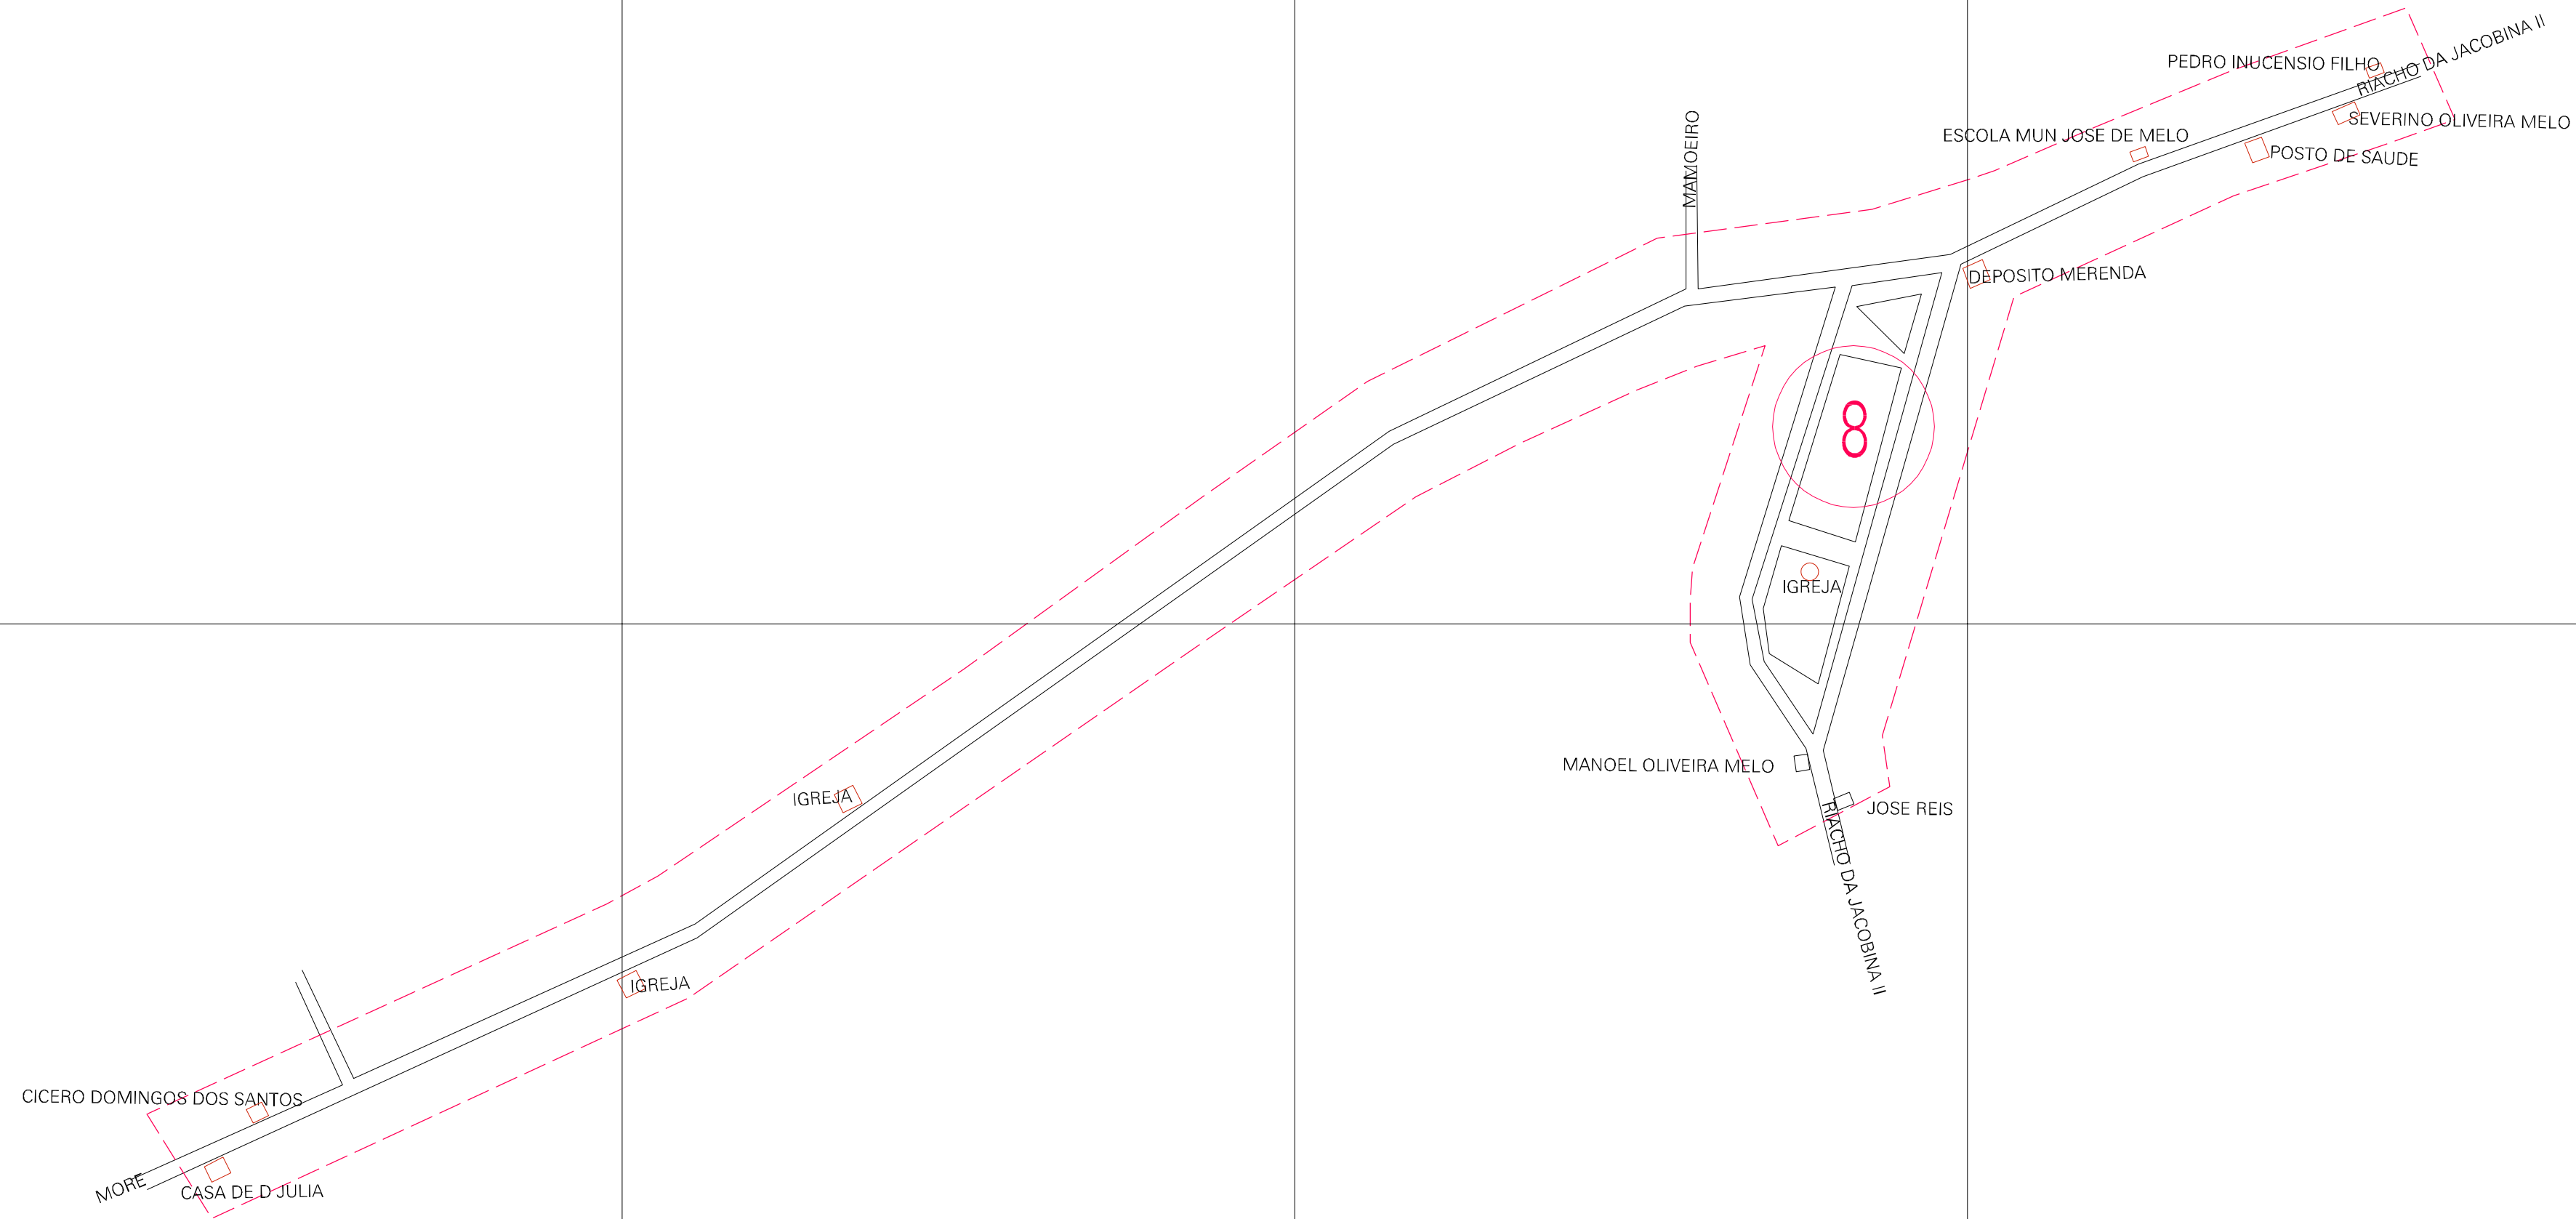 RIACHO DA JACOBINA II
PEDRO INUCENSIO FILHO
SEVERINO OLIVEIRA MELO
ESCOLA MUN JOSE DE MELO
POSTO DE SAUDE
MAMOEIRO
DEPOSITO MERENDA
8
IGREJA
MANOEL OLIVEIRA MELO
JOSE REIS
RIACHO DA JACOBINA II
IGREJA
IGREJA
CICERO DOMINGOS DOS SANTOS
MORE
CASA DE D JULIA